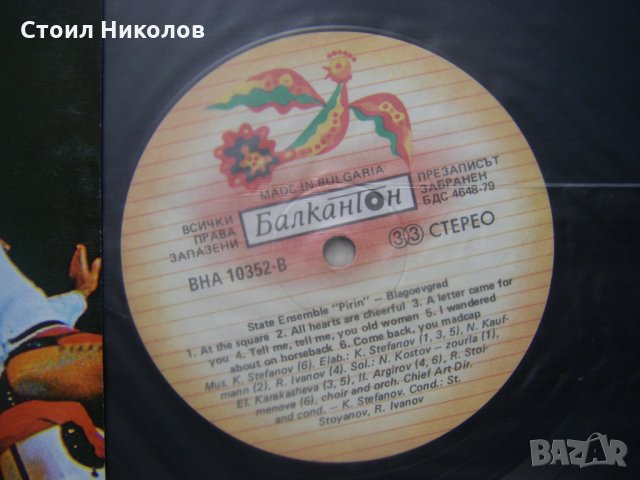 Стоил Николов
MADE IN BULGARIA
Балкантон
ВСИЧКИ
ПРАВА
ЗАПАЗЕНИ
ПРЕЗАПИСЪТ
ЗАБРАНЕН
БДС 4648-79
ВНА 10352-В
33 СТЕРЕО
State Ensemble "Pirin" – Blagoevgrad
1. At the square 2. All hearts are cheerful 3. A letter came for
you 4. Tell me, tell me, you old woman 5. I wandered
about on horseback 6. Come back, you madcap
Mus. K. Stefanov (6). Elab.: K. Stefanov (1, 3, 5). N. Kauf-
mann (2), R. Ivanov (4). Sol.: N. Kostov – zourla (1),
El. Karakasheva (3, 5), Il. Argirov (4, 6), R. Stoi-
menova (6), choir and orch. Chief Art Dir.
and cond. – K. Stefanov. Cond.: St.
Stoyanov, R. Ivanov
BAZAR